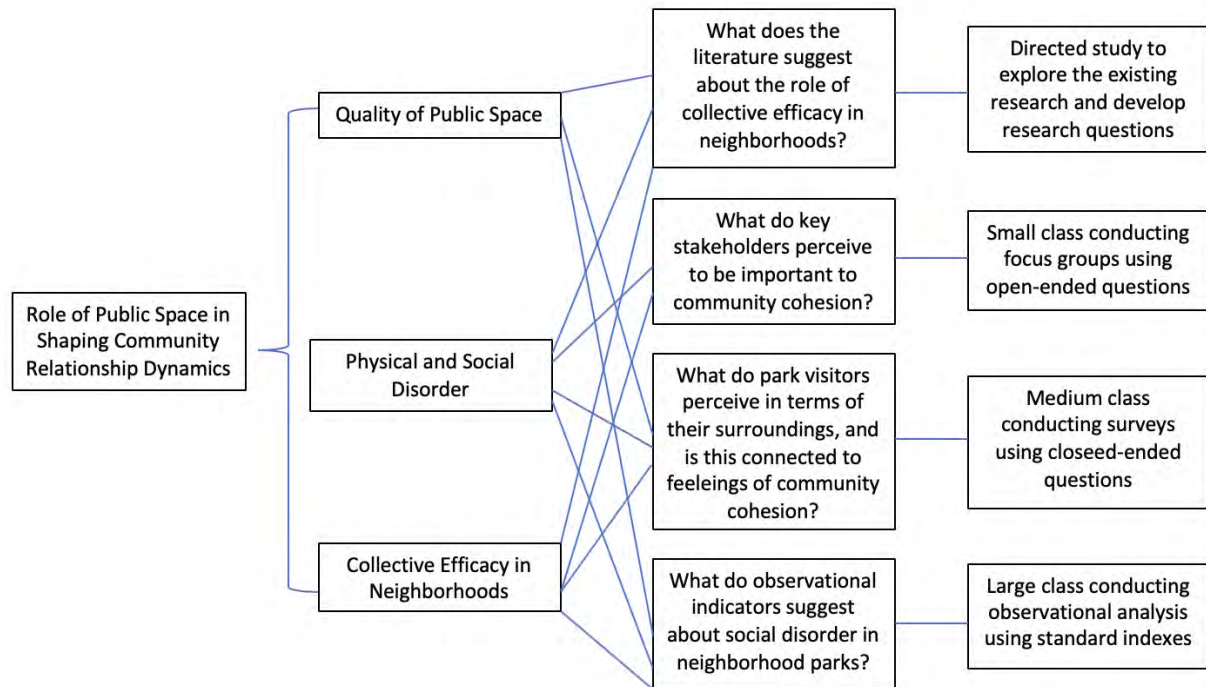 Role of Public Space in
Shaping Community
Relationship Dynamics
Quality of Public Space
Physical and Social
Disorder
Collective Efficacy in
Neighborhoods
What does the
literature suggest
about the role of
collective efficacy in
neighborhoods?
What do key
stakeholders perceive
to be important to
community cohesion?
What do park visitors
perceive in terms of
their surroundings, and
is this connected to
feeleings of community
cohesion?
What do observational
indicators suggest
about social disorder in
neighborhood parks?
Directed study to
explore the existing
research and develop
research questions
Small class conducting
focus groups using
open-ended questions
Medium class
conducting surveys
using closeed-ended
questions
Large class conducting
observational analysis
using standard indexes